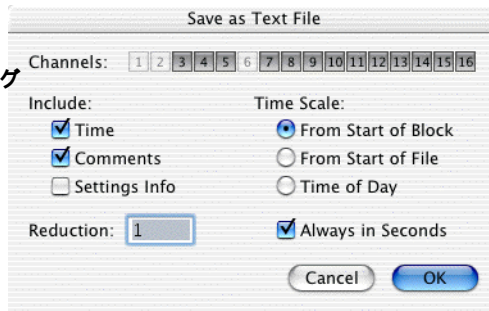 Save as Text File
グ
Channels: 1 2 3 4 5 6 7 8 9 10 11 12 13 14 15 16
Include: Time Scale:
Time From Start of Block
Comments From Start of File
Settings Info Time of Day
Reduction: 1 Always in Seconds
Cancel OK